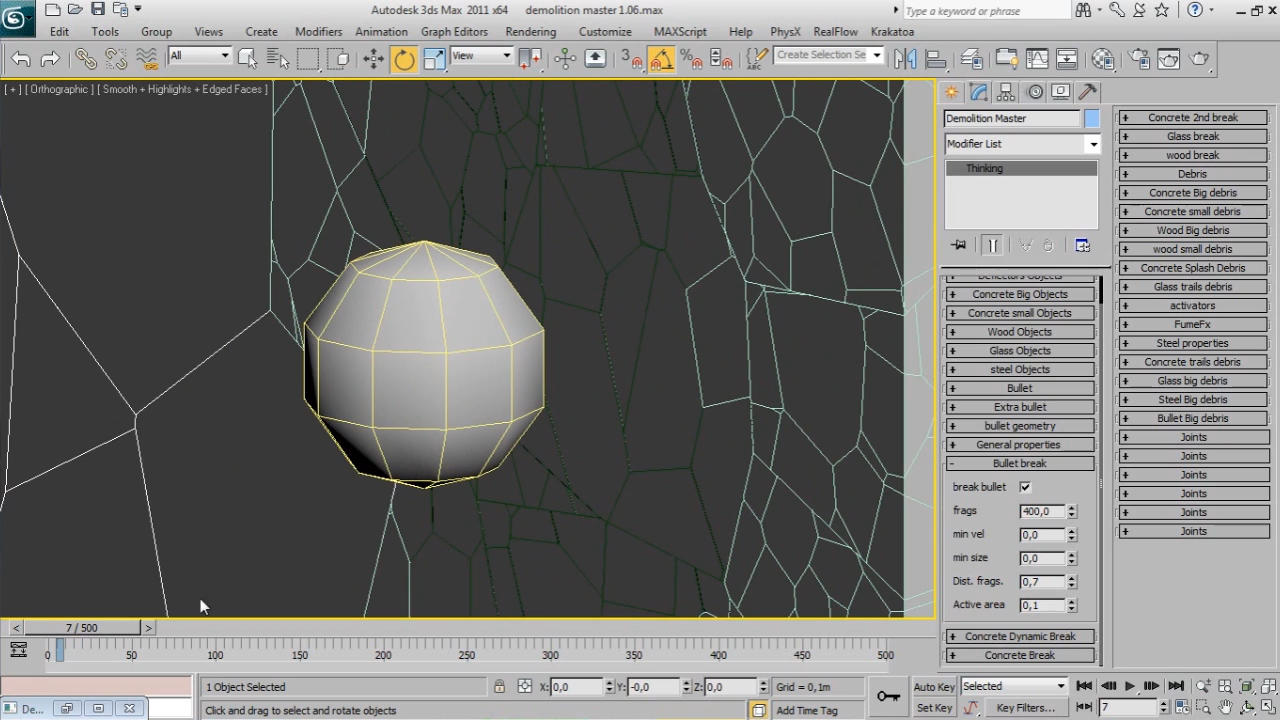 Autodesk 3ds Max 2011 x64 demolition master 1.06.max
Type a keyword or phrase
Edit Tools Group Views Create Modifiers Animation Graph Editors Rendering Customize MAXScript Help PhysX RealFlow Krakatoa
All View 3 Create Selection Se
[ + ] [ Orthographic ] [ Smooth + Highlights + Edged Faces ]
Demolition Master
Modifier List
Thinking
Deflectors Objects
Concrete Big Objects
Concrete small Objects
Wood Objects
Glass Objects
steel Objects
Bullet
Extra bullet
bullet geometry
General properties
- Bullet break
break bullet
frags 400,0
min vel 0,0
min size 0,0
Dist. frags. 0,7
Active area 0,1
+ Concrete Dynamic Break
+ Concrete Break
+ Concrete 2nd break
+ Glass break
+ wood break
+ Debris
+ Concrete Big debris
+ Concrete small debris
+ Wood Big debris
+ wood small debris
+ Concrete Splash Debris
+ Glass trails debris
+ activators
+ FumeFx
+ Steel properties
+ Concrete trails debris
+ Glass big debris
+ Steel Big debris
+ Bullet Big debris
+ Joints
+ Joints
+ Joints
+ Joints
+ Joints
+ Joints
< 7 / 500 >
0 50 100 150 200 250 300 350 400 450 500
1 Object Selected X: 0,0 Y: -0,0 Z: 0,0 Grid = 0,1m Auto Key Selected
De... Click and drag to select and rotate objects Add Time Tag Set Key Key Filters... 7